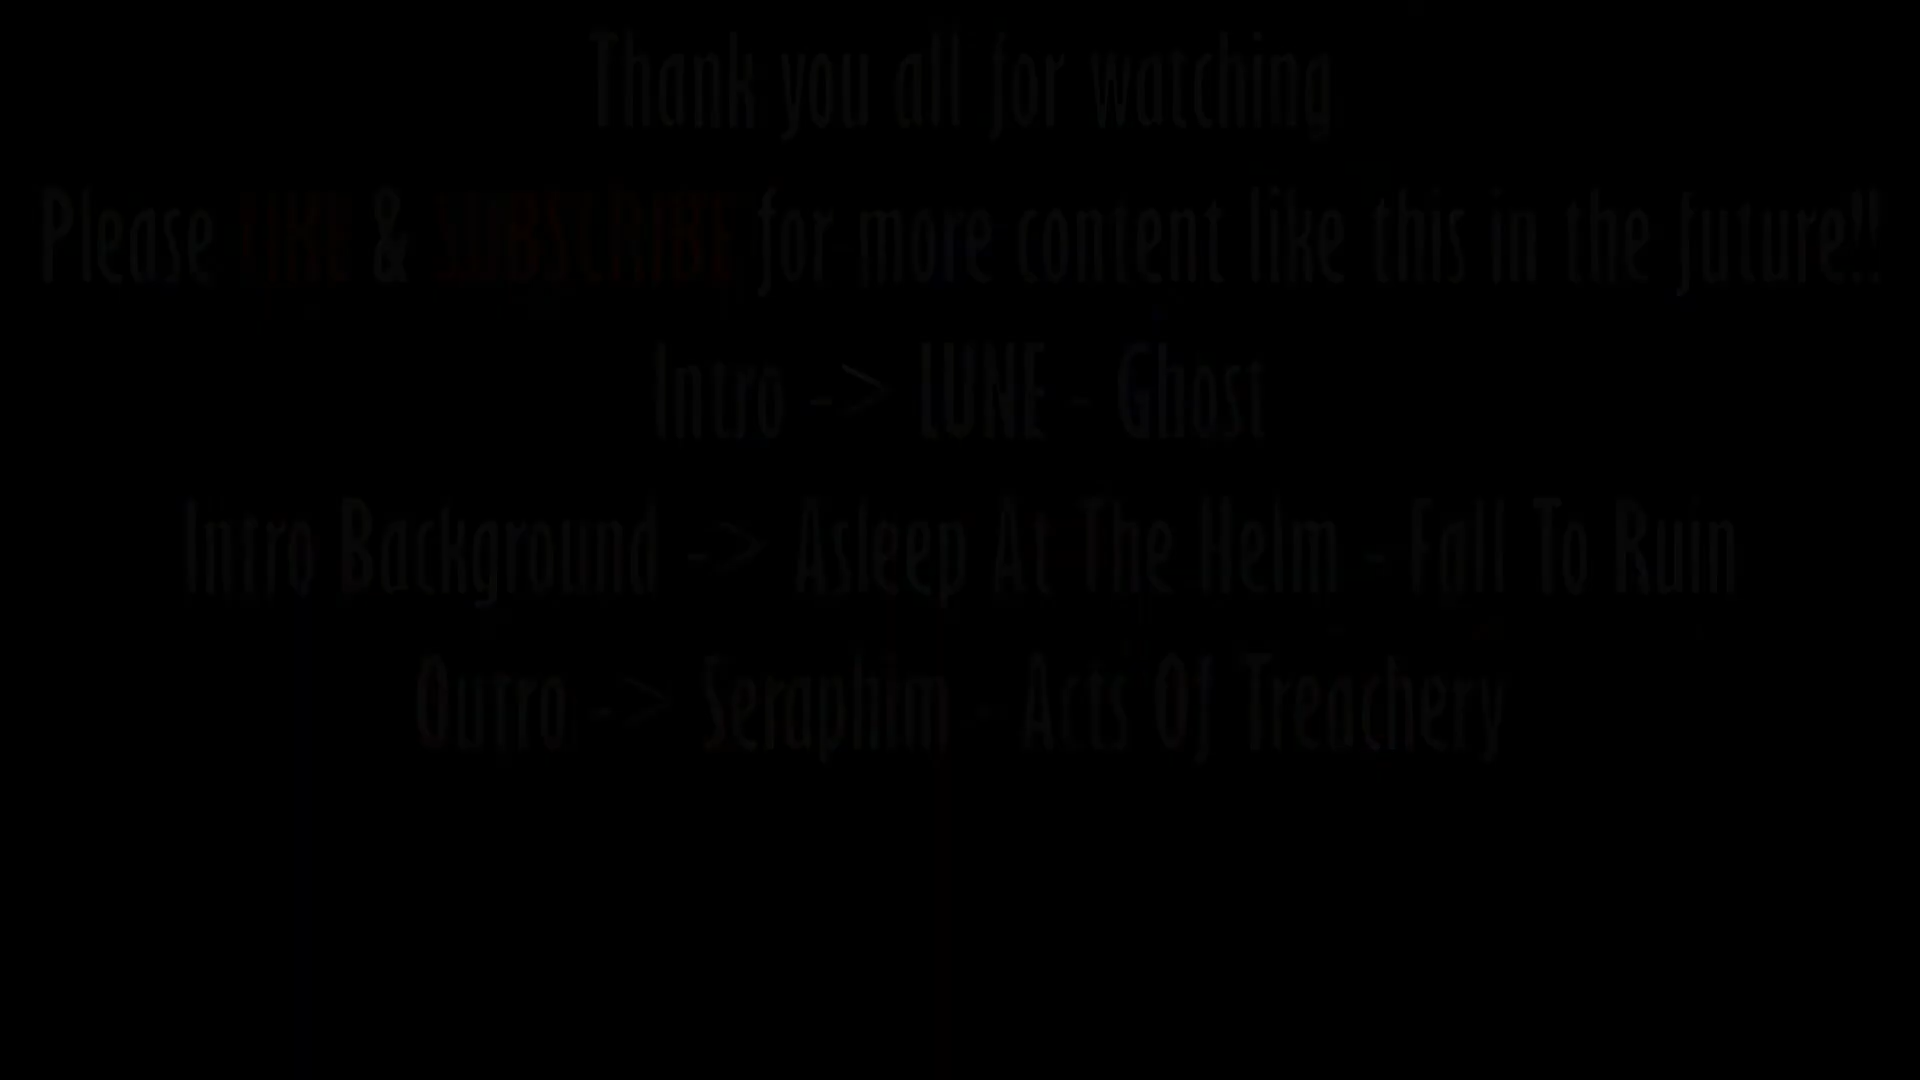 Thank you all for watching
Please LIKE & SUBSCRIBE for more content like this in the future!!
Intro -> LUNE - Ghost
Intro Background -> Asleep At The Helm - Fall To Ruin
Outro -> Seraphim - Acts Of Treachery